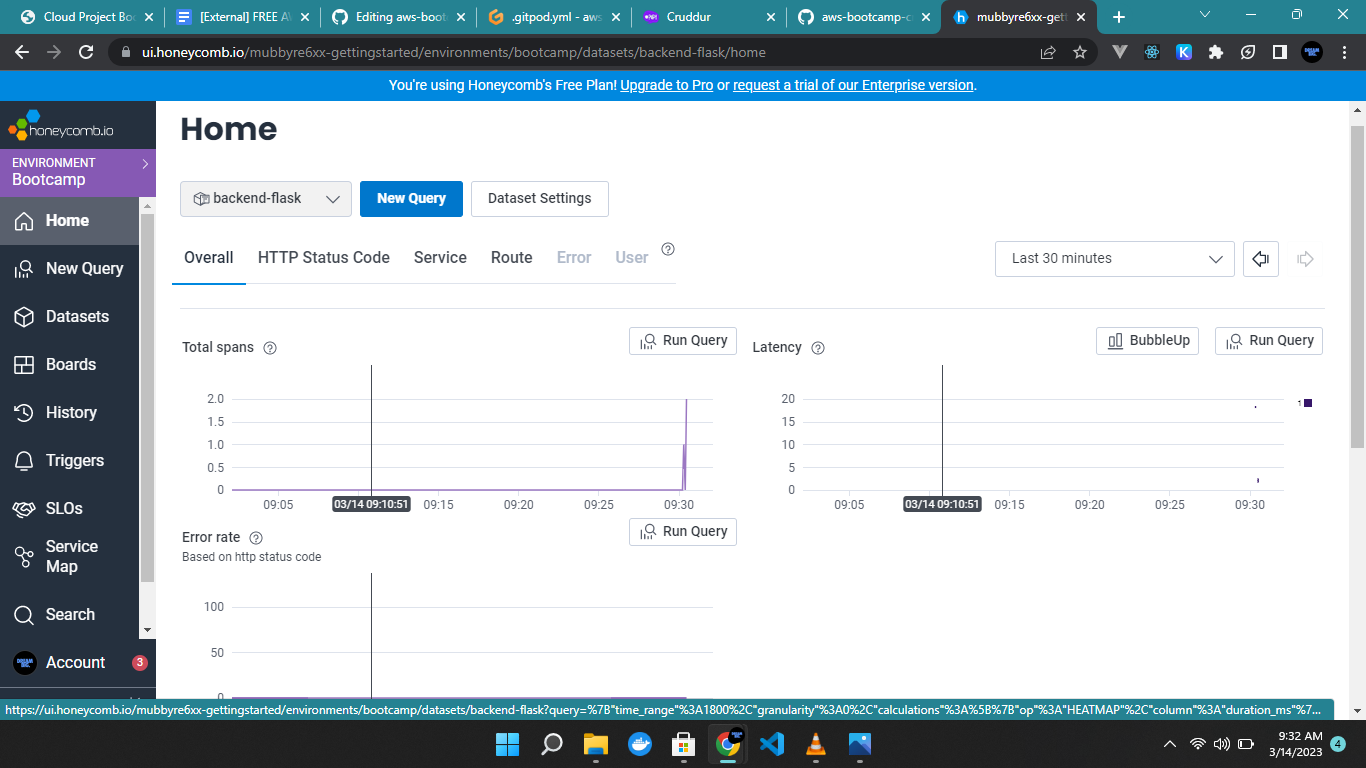 Cloud Project Boo
[External] FREE AW
Editing aws-boot
.gitpod.yml - aws
Cruddur
aws-bootcamp-c
mubbyre6xx-gett
ui.honeycomb.io/mubbyre6xx-gettingstarted/environments/bootcamp/datasets/backend-flask/home
You're using Honeycomb's Free Plan! Upgrade to Pro or request a trial of our Enterprise version.
honeycomb.io
ENVIRONMENT
Bootcamp
Home
New Query
Datasets
Boards
History
Triggers
SLOs
Service
Map
Search
Account 3
Home
backend-flask
New Query
Dataset Settings
Overall HTTP Status Code Service Route Error User
Last 30 minutes
Total spans
Run Query
2.0
1.5
1.0
0.5
0
09:05 03/14 09:10:51 09:15 09:20 09:25 09:30
Latency
BubbleUp
Run Query
20
15
10
5
0
1
09:05 03/14 09:10:51 09:15 09:20 09:25 09:30
Error rate
Based on http status code
Run Query
100
50
0
https://ui.honeycomb.io/mubbyre6xx-gettingstarted/environments/bootcamp/datasets/backend-flask?query=%7B"time_range"%3A1800%2C"granularity"%3A0%2C"calculations"%3A%5B%7B"op"%3A"HEATMAP"%2C"column"%3A"duration_ms"%7...
9:32 AM
3/14/2023
4